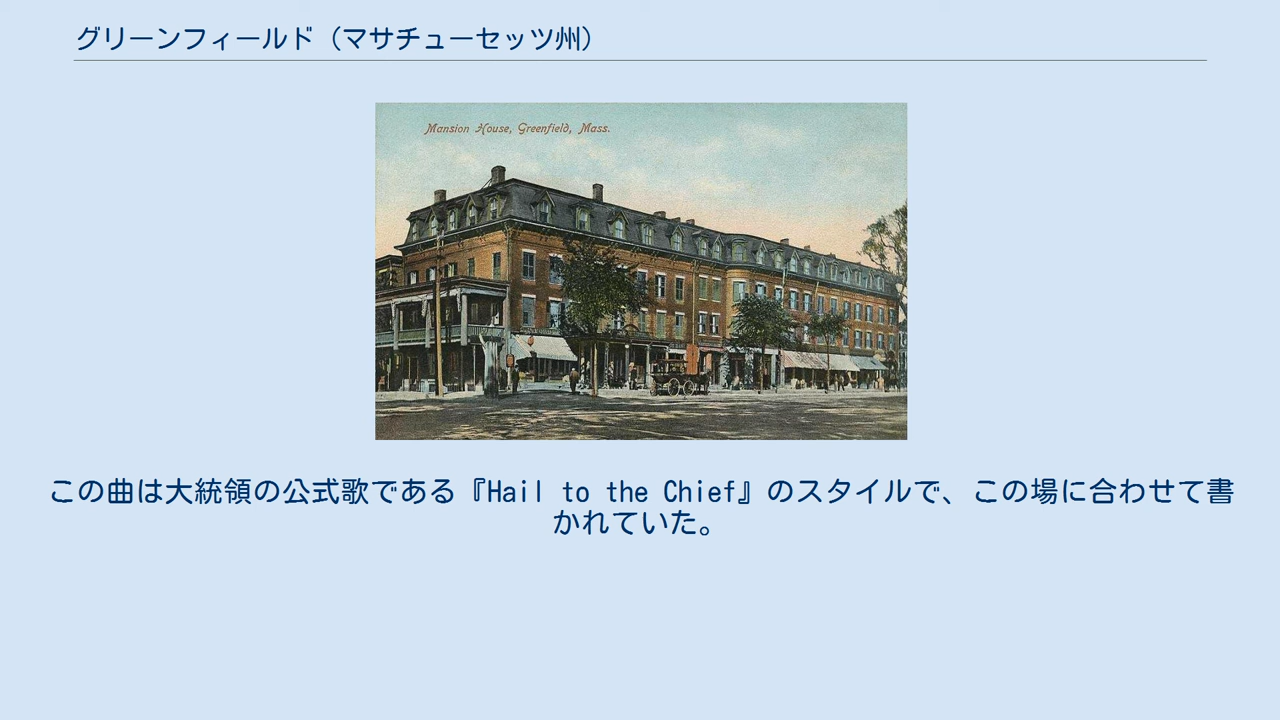 グリーンフィールド（マサチューセッツ州）
Mansion House, Greenfield, Mass.
この曲は大統領の公式歌である『Hail to the Chief』のスタイルで、この場に合わせて書
かれていた。